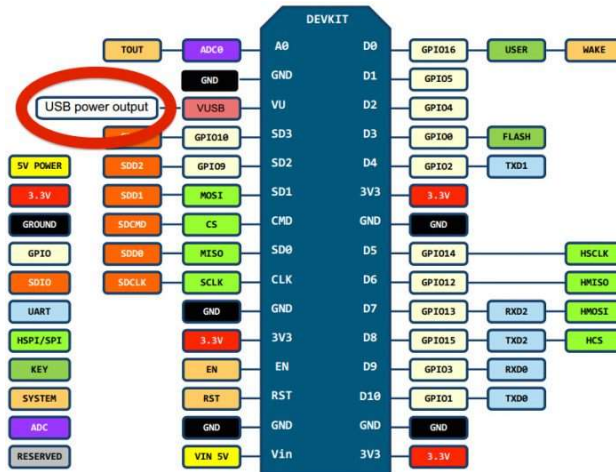 DEVKIT
TOUT ADC0 A0 D0 GPIO16 USER WAKE
GND GND D1 GPIO5
USB power output VUSB VU D2 GPIO4
GPIO10 SD3 D3 GPIO0 FLASH
5V POWER SDD2 GPIO9 SD2 D4 GPIO2 TXD1
3.3V SDD1 MOSI SD1 3V3 3.3V
GROUND SDCMD CS CMD GND GND
GPIO SDD0 MISO SD0 D5 GPIO14 HSCLK
SDIO SDCLK SCLK CLK D6 GPIO12 HMISO
UART GND GND D7 GPIO13 RXD2 HMOSI
HSPI/SPI 3.3V 3V3 D8 GPIO15 TXD2 HCS
KEY EN EN D9 GPIO3 RXD0
SYSTEM RST RST D10 GPIO1 TXD0
ADC GND GND GND GND
RESERVED VIN 5V Vin 3V3 3.3V